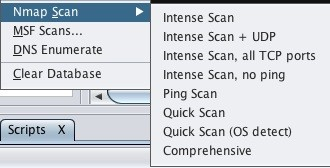 Nmap Scan
MSF Scans...
DNS Enumerate
Clear Database
Scripts X
Intense Scan
Intense Scan + UDP
Intense Scan, all TCP ports
Intense Scan, no ping
Ping Scan
Quick Scan
Quick Scan (OS detect)
Comprehensive